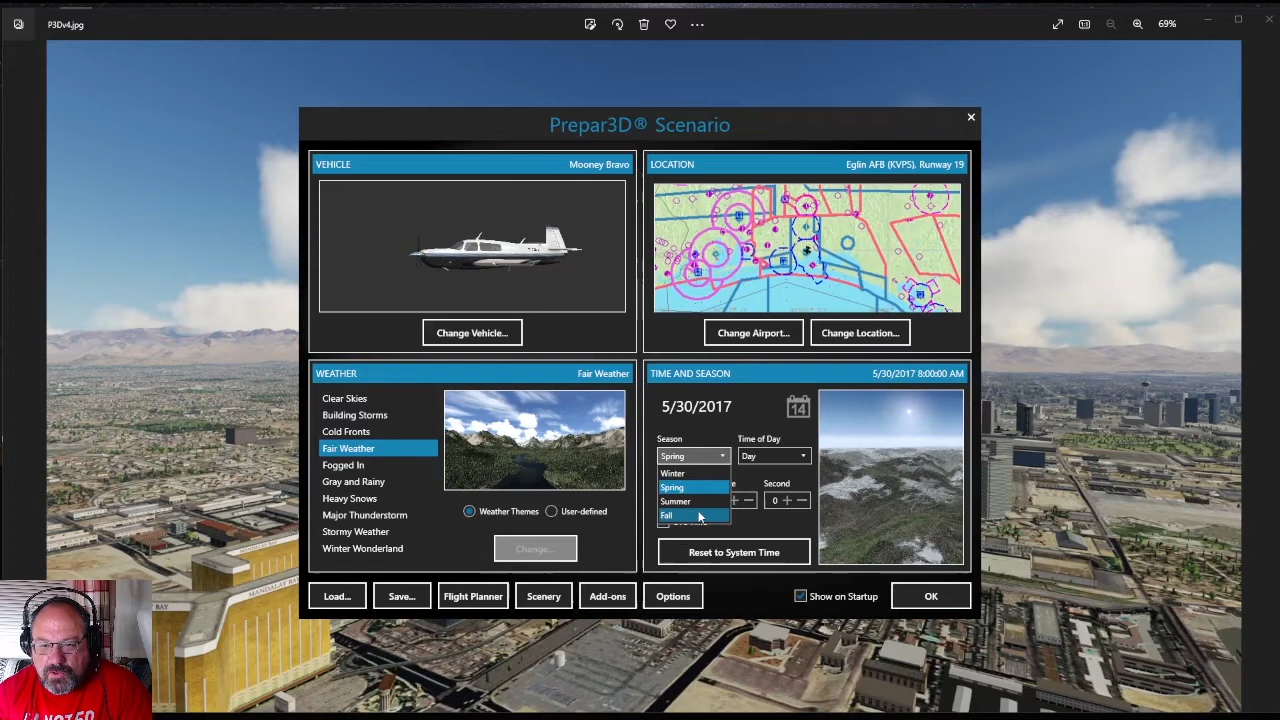 P3Dv4.jpg
69%
Prepar3D® Scenario
VEHICLE
Mooney Bravo
Change Vehicle...
LOCATION
Eglin AFB (KVPS), Runway 19
Change Airport...
Change Location...
WEATHER
Fair Weather
Clear Skies
Building Storms
Cold Fronts
Fair Weather
Fogged In
Gray and Rainy
Heavy Snows
Major Thunderstorm
Stormy Weather
Winter Wonderland
Weather Themes
User-defined
Change...
TIME AND SEASON
5/30/2017 8:00:00 AM
5/30/2017
14
Season
Time of Day
Spring
Day
Winter
Spring
Summer
Fall
Second
0
Reset to System Time
Load...
Save...
Flight Planner
Scenery
Add-ons
Options
Show on Startup
OK
MANDALAY BAY